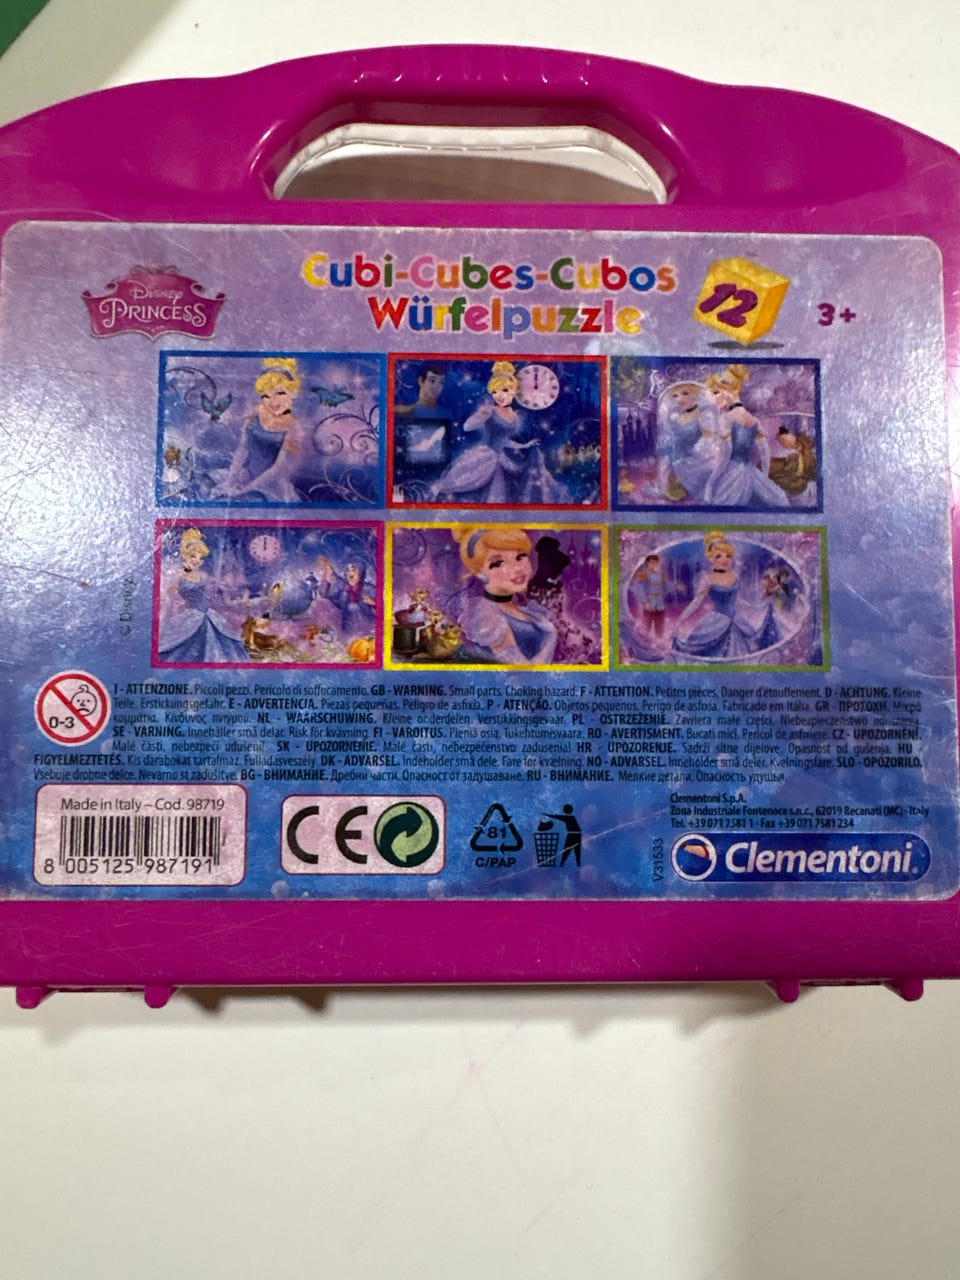 Disney
PRINCESS
Cubi-Cubes-Cubos
Würfelpuzzle
12
3+
© Disney
0-3
I - ATTENZIONE. Piccoli pezzi. Pericolo di soffocamento. GB - WARNING. Small parts. Choking hazard. F - ATTENTION. Petites pièces. Danger d'étouffement. D - ACHTUNG. Kleine
Teile. Erstickungsgefahr. E - ADVERTENCIA. Piezas pequeñas. Peligro de asfixia. P - ATENÇÃO. Objetos pequenos. Perigo de asfixia. Fabricado em Itália. GR - ΠΡΟΣΟΧΗ. Μικρά
κομμάτια. Κίνδυνος πνιγμού. NL - WAARSCHUWING. Kleine onderdelen. Verstikkingsgevaar. PL - OSTRZEŻENIE. Zawiera małe części. Niebezpieczeństwo połknięcia.
SE - VARNING. Innehåller små delar. Risk för kvävning. FI - VAROITUS. Pieniä osia. Tukehtumisvaara. RO - AVERTISMENT. Bucati mici. Pericol de asfixiere. CZ - UPOZORNĚNÍ.
Malé části, nebezpečí udušení! SK - UPOZORNENIE. Malé časti, nebezpečenstvo zadusenia! HR - UPOZORENJE. Sadrži sitne dijelove. Opasnost od gušenja. HU -
FIGYELMEZTETÉS. Kis darabokat tartalmaz. Fulladásveszély. DK - ADVARSEL. Indeholder små dele. Fare for kvælning. NO - ADVARSEL. Inneholder små deler. Kvelningsfare. SLO - OPOZORILO.
Vsebuje drobne delce. Nevarno st zadušitve. BG - ВНИМАНИЕ. Дребни части. Опасност от задушаване. RU - ВНИМАНИЕ. Мелкие детали. Опасность удушья.
Made in Italy – Cod. 98719
8 005125 987191
CE
81
C/PAP
V31533
Clementoni S.p.A.
Zona Industriale Fontenoce s.n.c., 62019 Recanati (MC) - Italy
Tel. +39 071 7581 1 - Fax +39 071 7581 234
Clementoni.